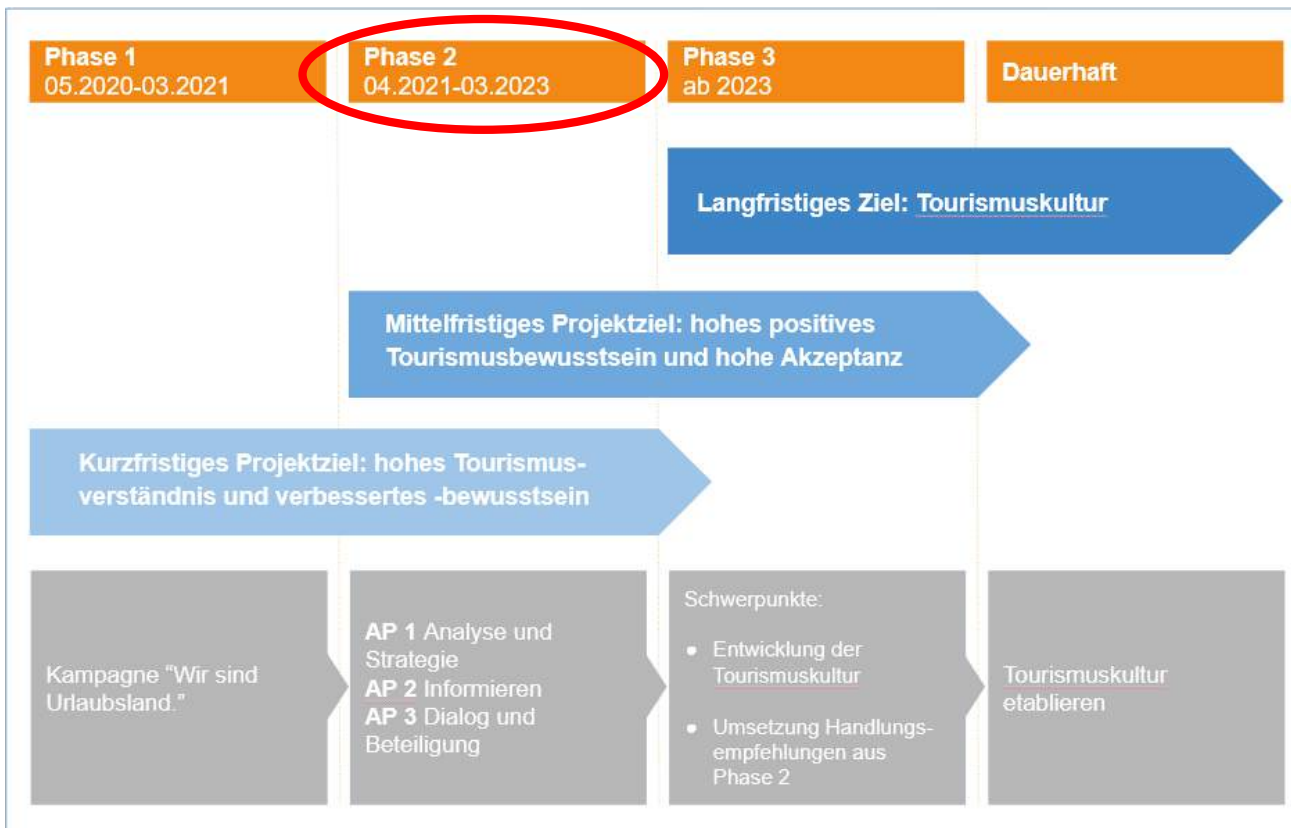 Phase 1
05.2020-03.2021
Phase 2
04.2021-03.2023
Phase 3
ab 2023
Dauerhaft
Langfristiges Ziel: Tourismuskultur
Mittelfristiges Projektziel: hohes positives
Tourismusbewusstsein und hohe Akzeptanz
Kurzfristiges Projektziel: hohes Tourismus-
verständnis und verbessertes -bewusstsein
Kampagne “Wir sind
Urlaubsland.”
AP 1 Analyse und
Strategie
AP 2 Informieren
AP 3 Dialog und
Beteiligung
Schwerpunkte:
● Entwicklung der
Tourismuskultur
● Umsetzung Handlungs-
empfehlungen aus
Phase 2
Tourismuskultur
etablieren